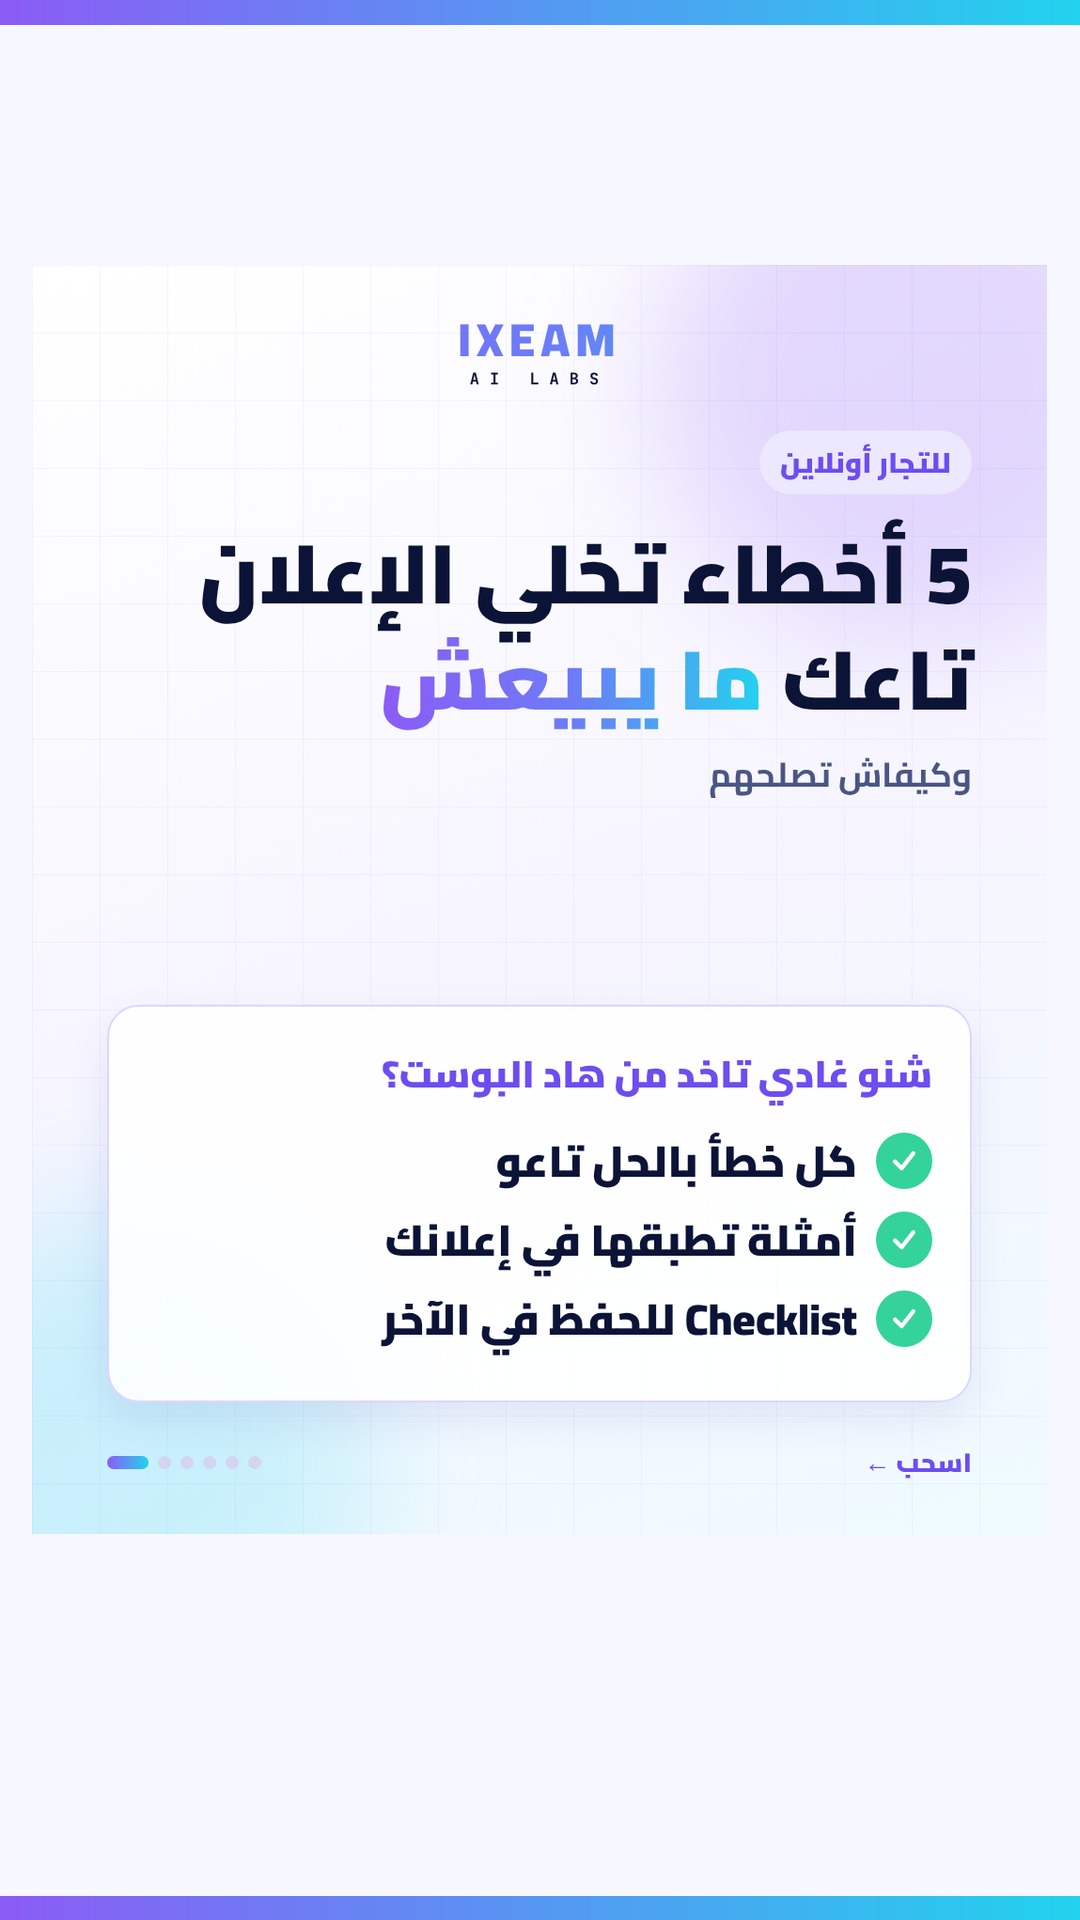 IXEAM
AI LABS
للتجار أونلاين
5 أخطاء تخلي الإعلان
تاعك ما يبيعش
وكيفاش تصلحهم
شنو غادي تاخد من هاد البوست؟
كل خطأ بالحل تاعو
أمثلة تطبقها في إعلانك
Checklist للحفظ في الآخر
اسحب ←